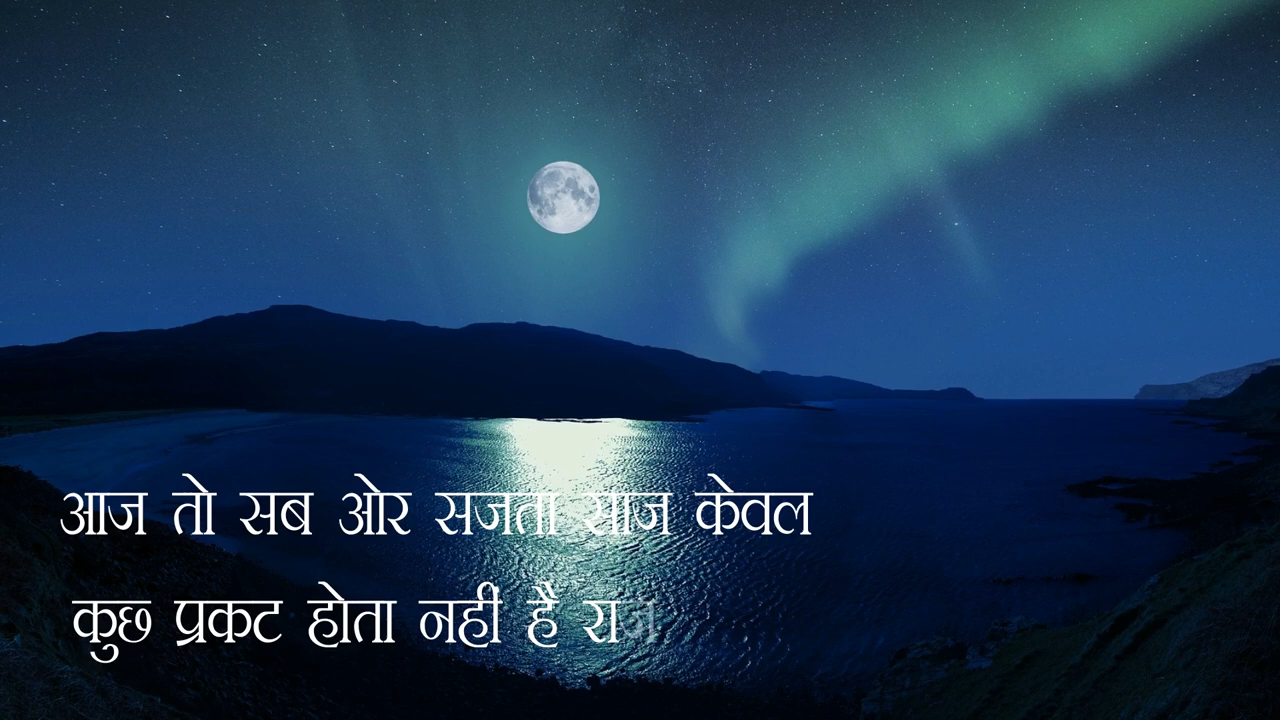 आज तो सब ओर सजता साज केवल
कुछ प्रकट होता नही है राज